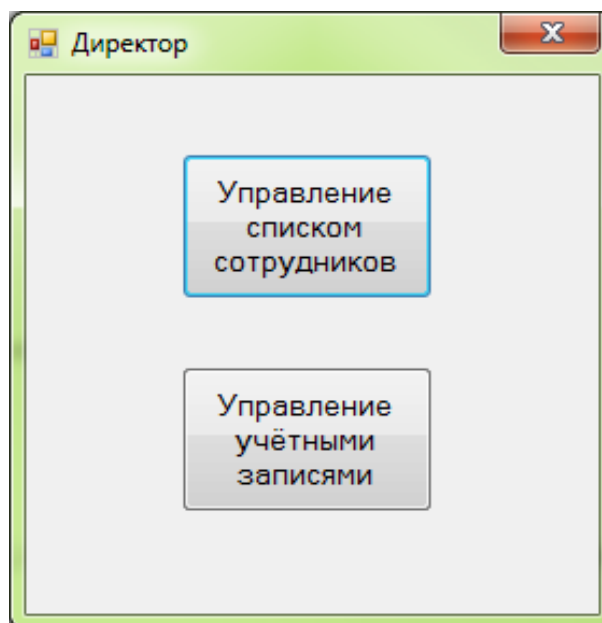 Директор
Управление
списком
сотрудников
Управление
учётными
записями